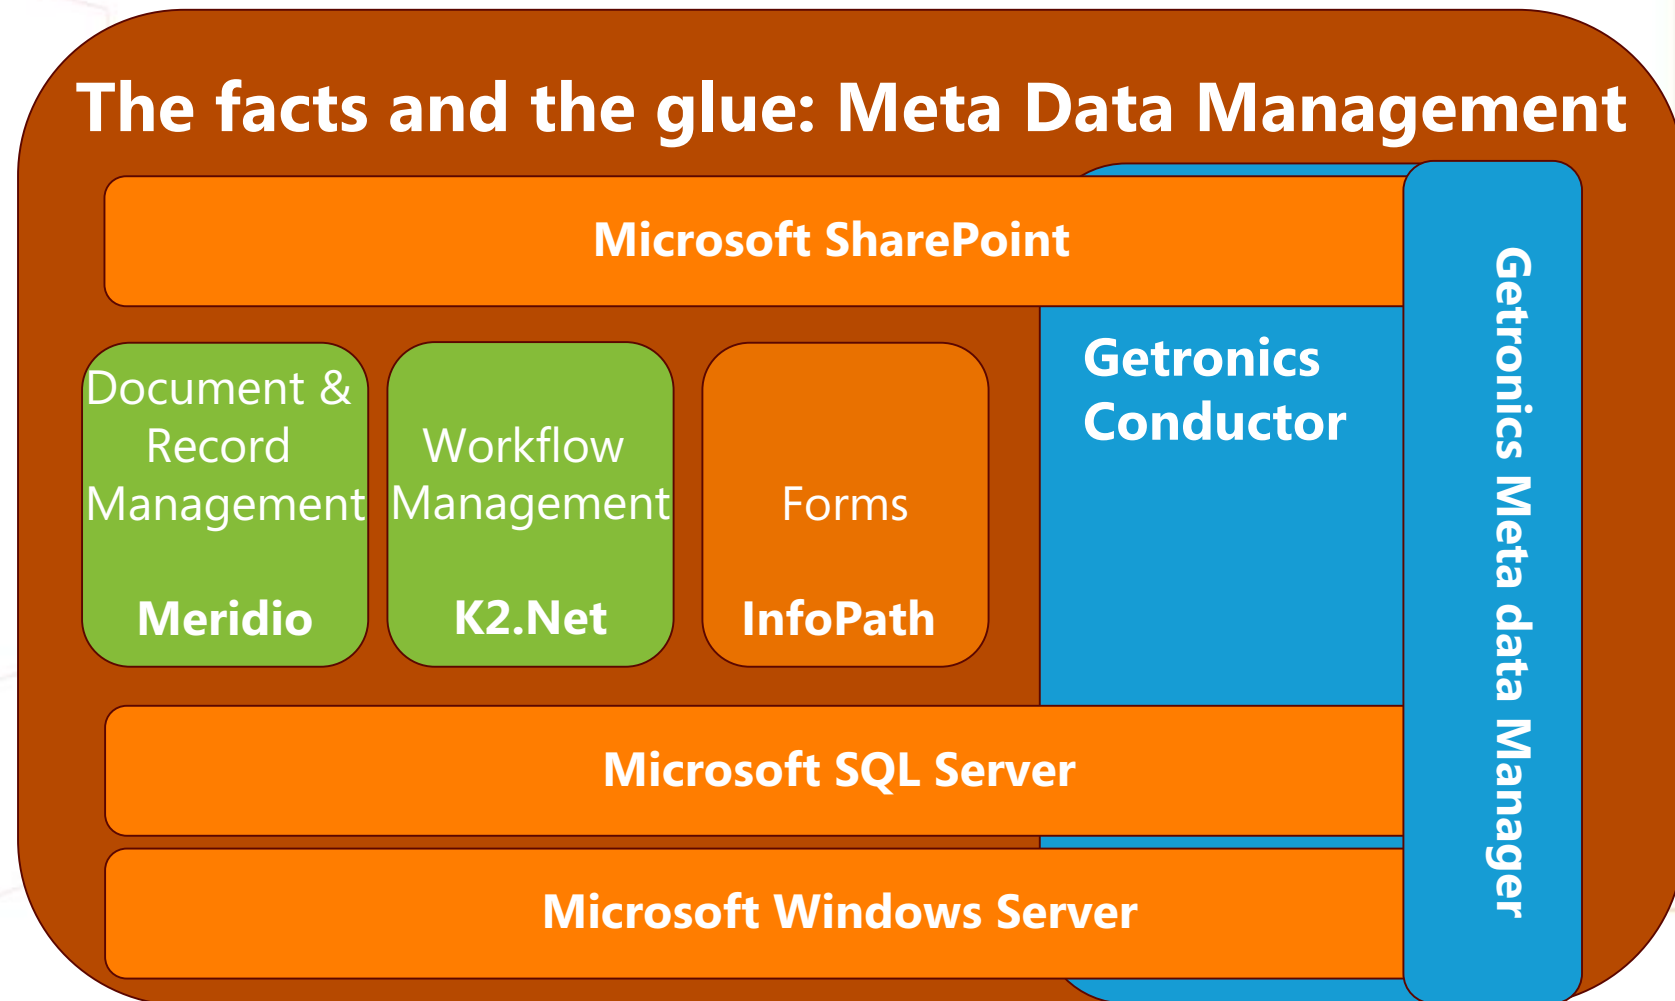 The facts and the glue: Meta Data Management
Microsoft SharePoint
Document &
Record
Management
Meridio
Workflow
Management
K2.Net
Forms
InfoPath
Getronics
Conductor
Getronics Meta data Manager
Microsoft SQL Server
Microsoft Windows Server